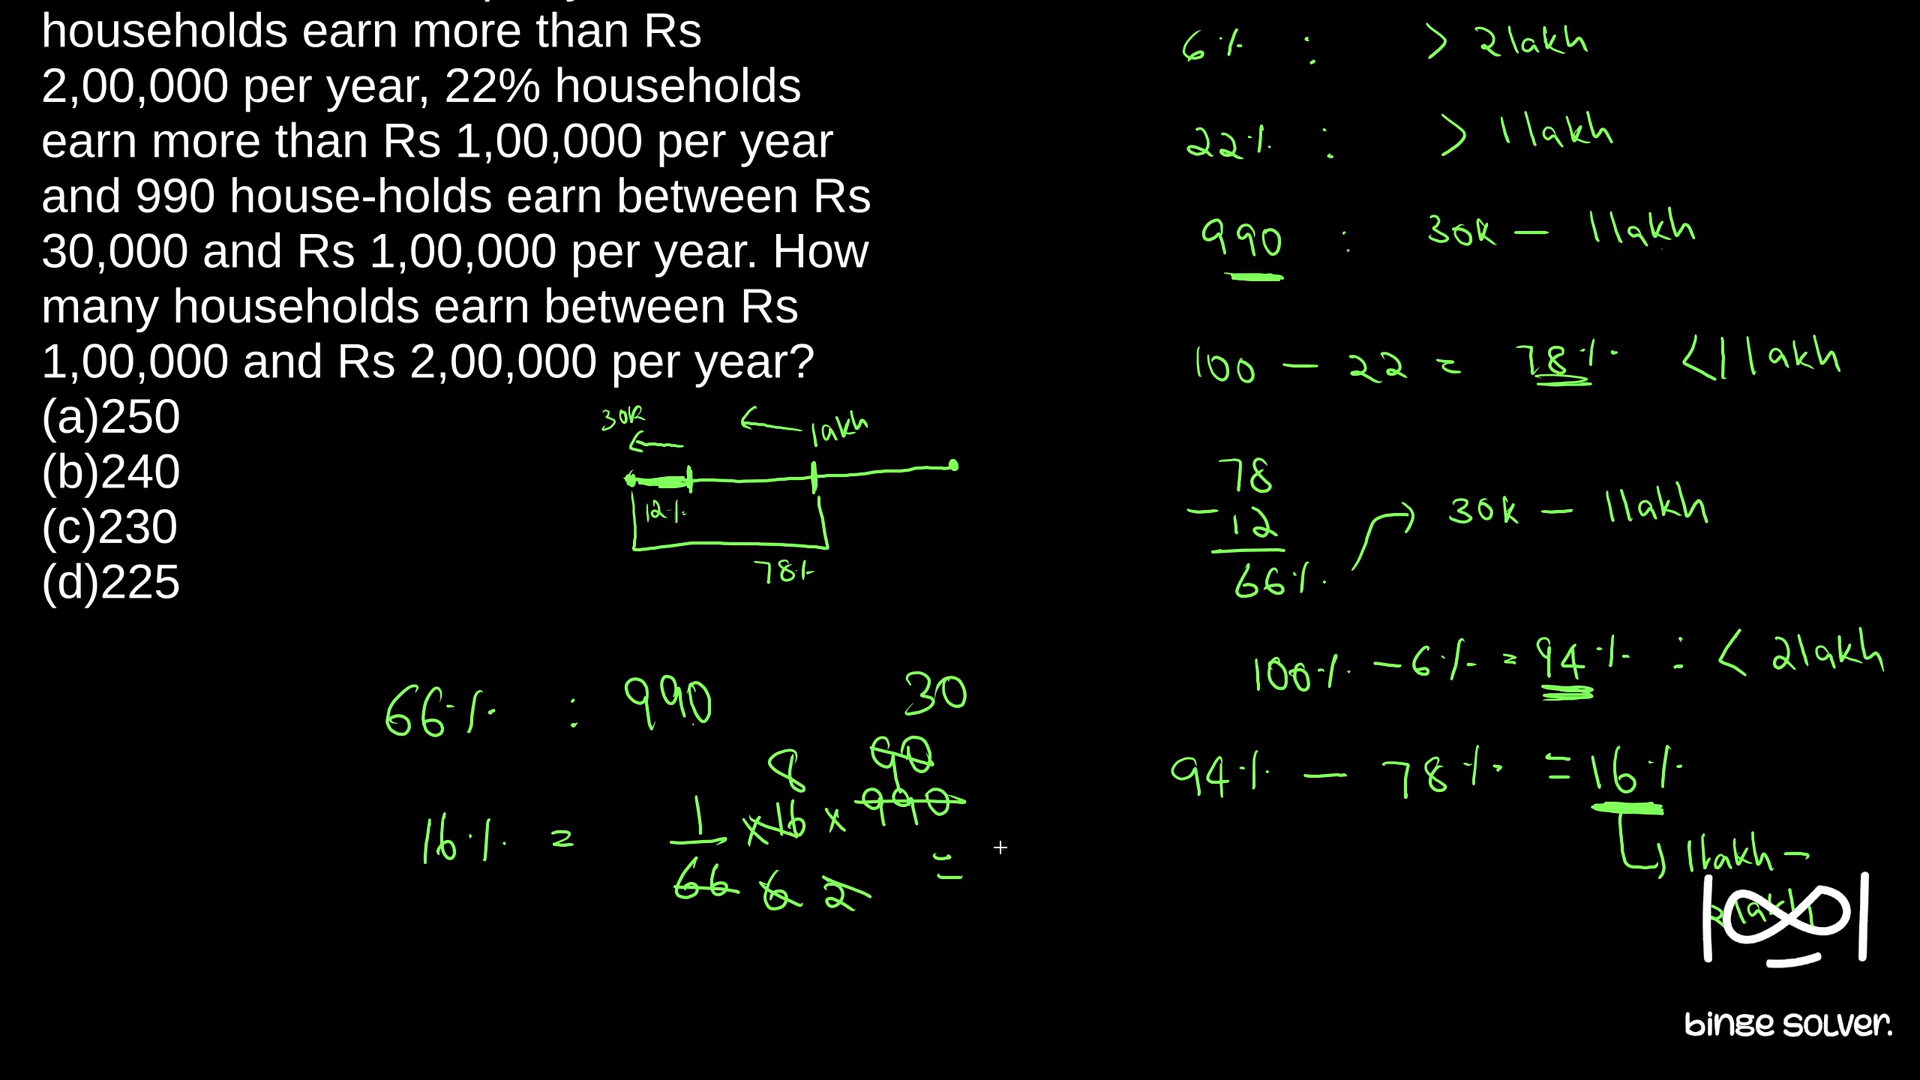 households earn more than Rs
2,00,000 per year, 22% households
earn more than Rs 1,00,000 per year
and 990 house-holds earn between Rs
30,000 and Rs 1,00,000 per year. How
many households earn between Rs
1,00,000 and Rs 2,00,000 per year?
(a)250
(b)240
(c)230
(d)225
30k
1akh
12%
78%
66% : 990
30
8 90
16% = 1 × 16 × 990
66 6 2 =
6% : > 2lakh
22% : > 1lakh
990 : 30k - 1lakh
100 - 22 = 78% < 1lakh
78
- 12
66% → 30k - 1lakh
100% - 6% = 94% : < 2lakh
94% - 78% = 16%
1lakh -
2lakh
binge solver.